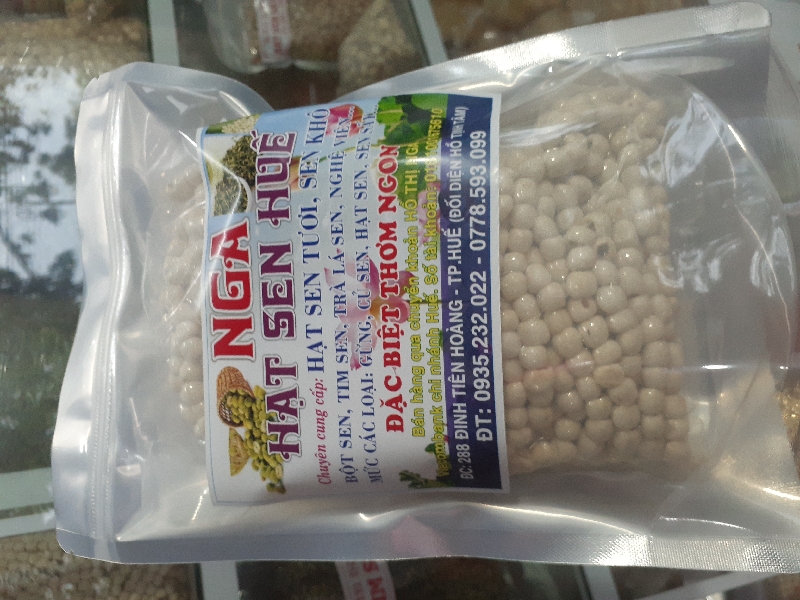 NGA
HẠT SEN HUẾ
Chuyên cung cấp: HẠT SEN TƯƠI, SEN KHÔ
BỘT SEN, TIM SEN, TRÀ LÁ SEN, NGHỆ VIÊN...
MỨC CÁC LOẠI: GỪNG, CỦ SEN, HẠT SEN, SEN
ĐẶC BIỆT THƠM NGON
Bán hàng qua chuyển khoản HỒ THỊ NGA
chi nhánh Huế. Số tài khoản:
ĐC: 288 ĐINH TIÊN HOÀNG - TP.HUẾ (ĐỐI DIỆN HỒ TỊNH TÂM)
ĐT: 0935.232.022 - 0778.593.099